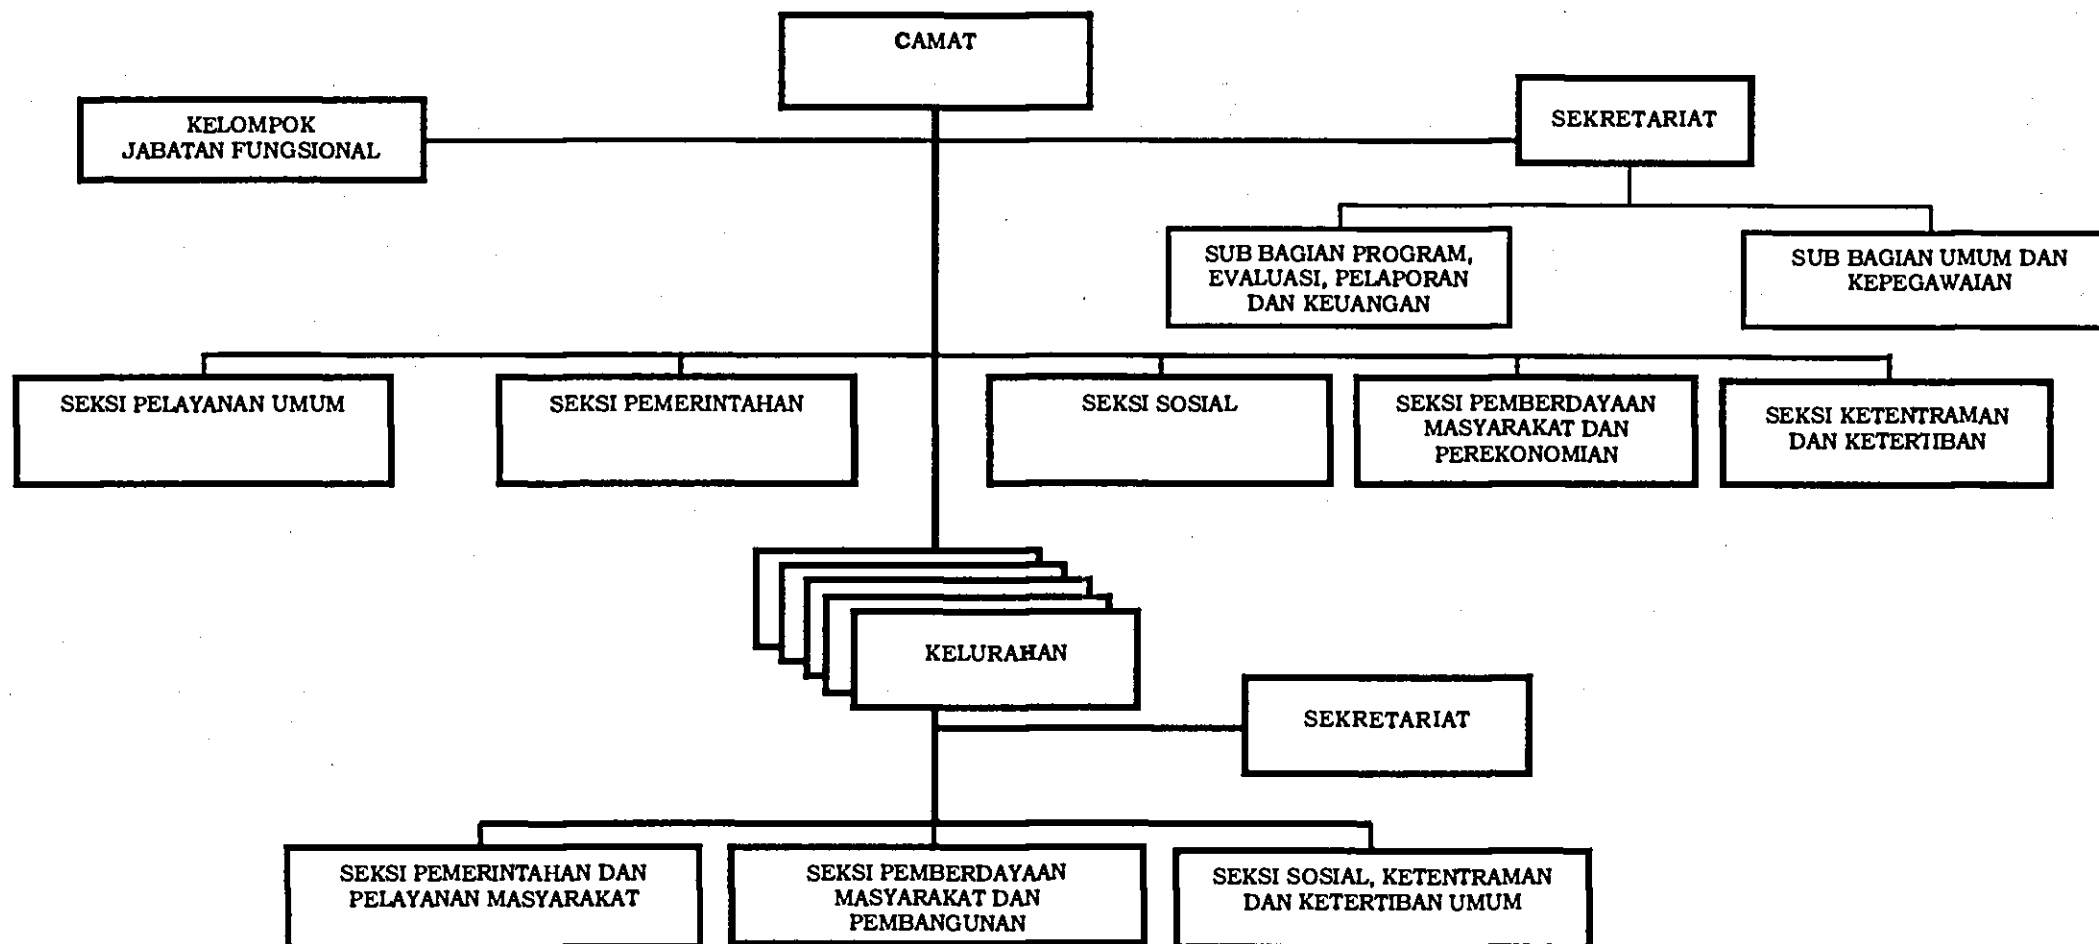 CAMAT
KELOMPOK
JABATAN FUNGSIONAL
SEKRETARIAT
SUB BAGIAN PROGRAM,
EVALUASI, PELAPORAN
DAN KEUANGAN
SUB BAGIAN UMUM DAN
KEPEGAWAIAN
SEKSI PELAYANAN UMUM
SEKSI PEMERINTAHAN
SEKSI SOSIAL
SEKSI PEMBERDAYAAN
MASYARAKAT DAN
PEREKONOMIAN
SEKSI KETENTRAMAN
DAN KETERTIBAN
KELURAHAN
SEKRETARIAT
SEKSI PEMERINTAHAN DAN
PELAYANAN MASYARAKAT
SEKSI PEMBERDAYAAN
MASYARAKAT DAN
PEMBANGUNAN
SEKSI SOSIAL, KETENTRAMAN
DAN KETERTIBAN UMUM